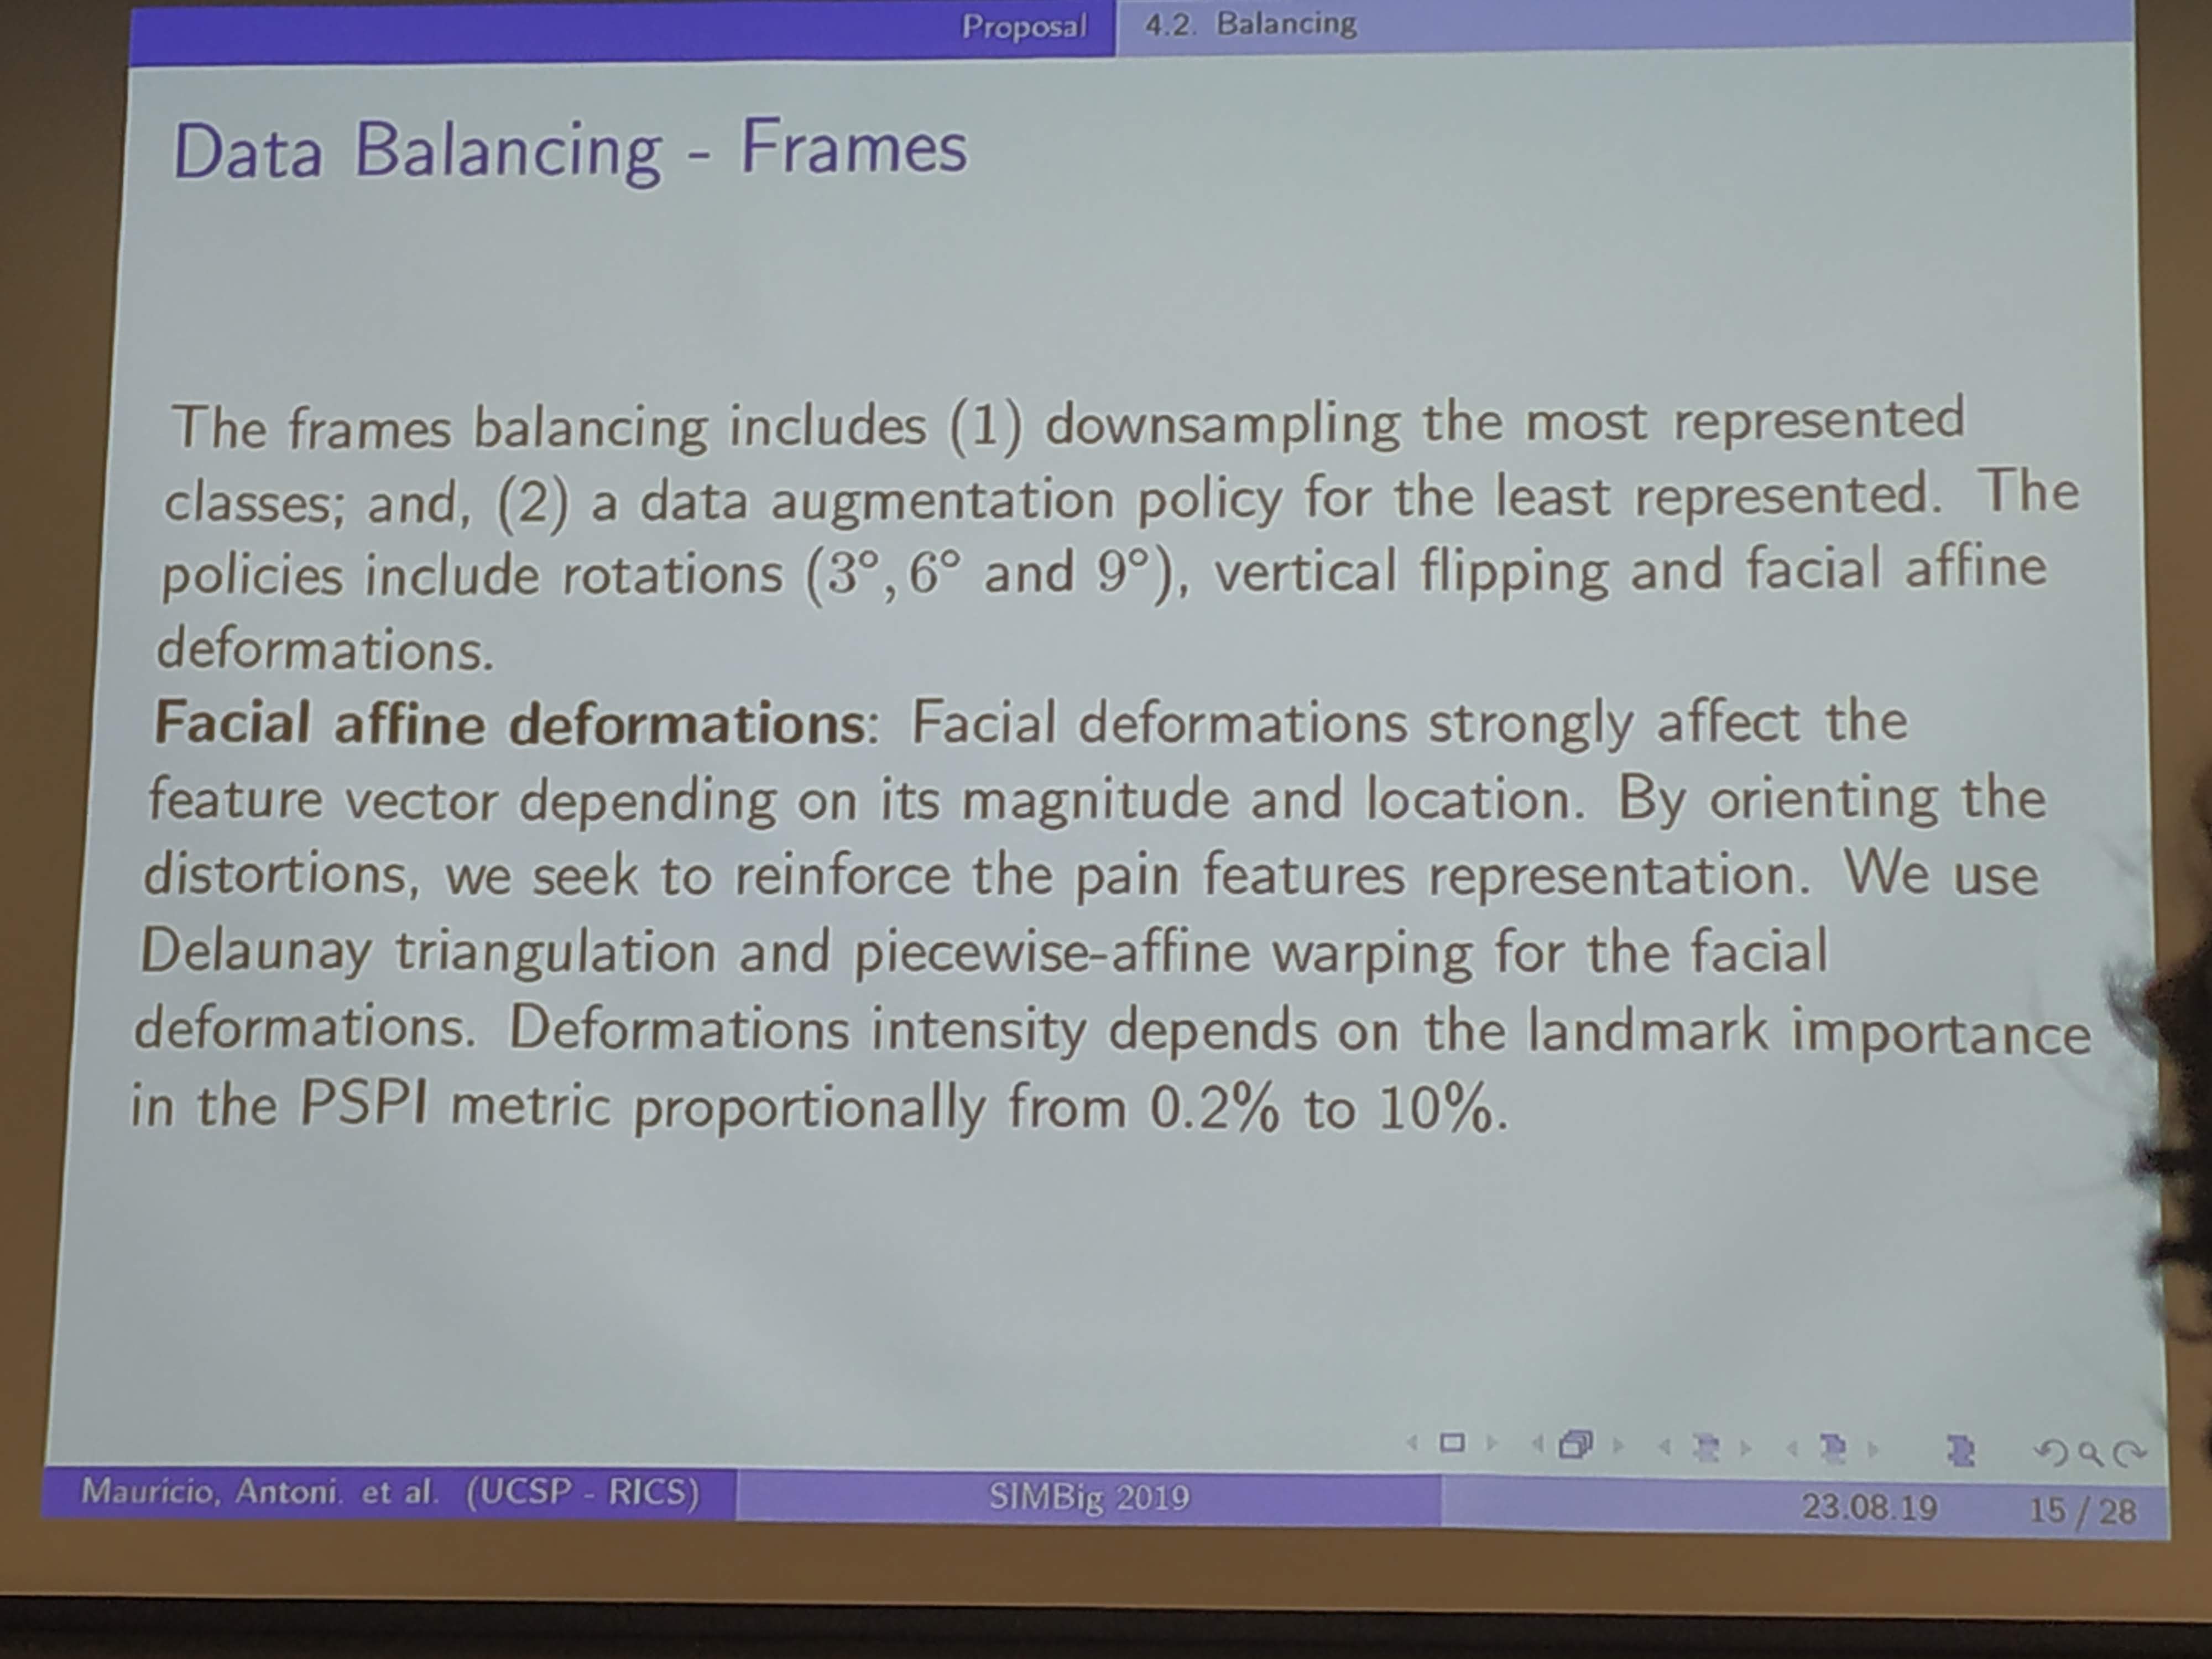 Proposal 4.2. Balancing
Data Balancing - Frames
The frames balancing includes (1) downsampling the most represented
classes; and, (2) a data augmentation policy for the least represented. The
policies include rotations (3°, 6° and 9°), vertical flipping and facial affine
deformations.
Facial affine deformations: Facial deformations strongly affect the
feature vector depending on its magnitude and location. By orienting the
distortions, we seek to reinforce the pain features representation. We use
Delaunay triangulation and piecewise-affine warping for the facial
deformations. Deformations intensity depends on the landmark importance
in the PSPI metric proportionally from 0.2% to 10%.
Mauricio, Antoni. et al. (UCSP - RICS) SIMBig 2019 23.08.19 15 / 28